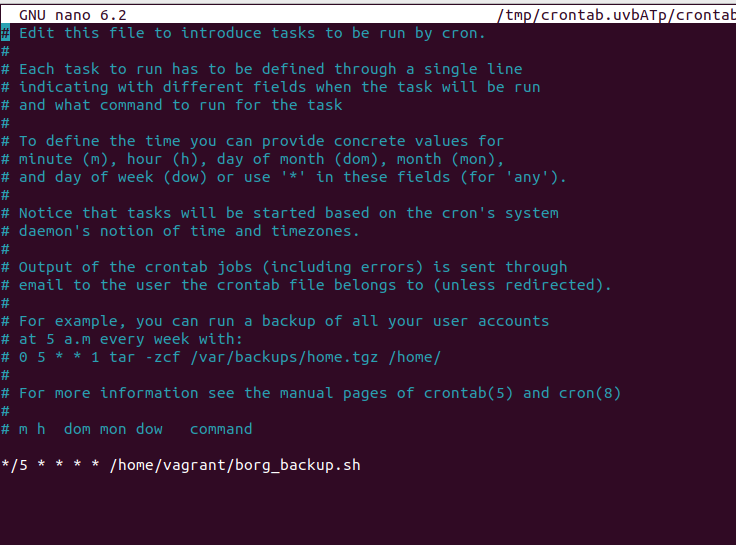 GNU nano 6.2 /tmp/crontab.uvbATp/crontab
# Edit this file to introduce tasks to be run by cron.
#
# Each task to run has to be defined through a single line
# indicating with different fields when the task will be run
# and what command to run for the task
#
# To define the time you can provide concrete values for
# minute (m), hour (h), day of month (dom), month (mon),
# and day of week (dow) or use '*' in these fields (for 'any').
#
# Notice that tasks will be started based on the cron's system
# daemon's notion of time and timezones.
#
# Output of the crontab jobs (including errors) is sent through
# email to the user the crontab file belongs to (unless redirected).
#
# For example, you can run a backup of all your user accounts
# at 5 a.m every week with:
# 0 5 * * 1 tar -zcf /var/backups/home.tgz /home/
#
# For more information see the manual pages of crontab(5) and cron(8)
#
# m h  dom mon dow   command
*/5 * * * * /home/vagrant/borg_backup.sh